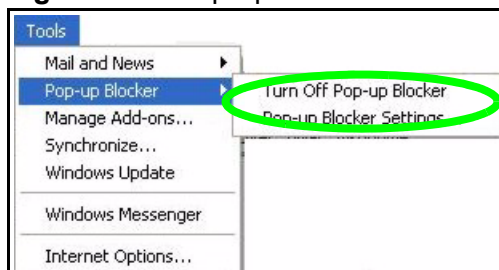 Tools
Mail and News
Pop-up Blocker
Turn Off Pop-up Blocker
Pop-up Blocker Settings
Manage Add-ons...
Synchronize...
Windows Update
Windows Messenger
Internet Options...